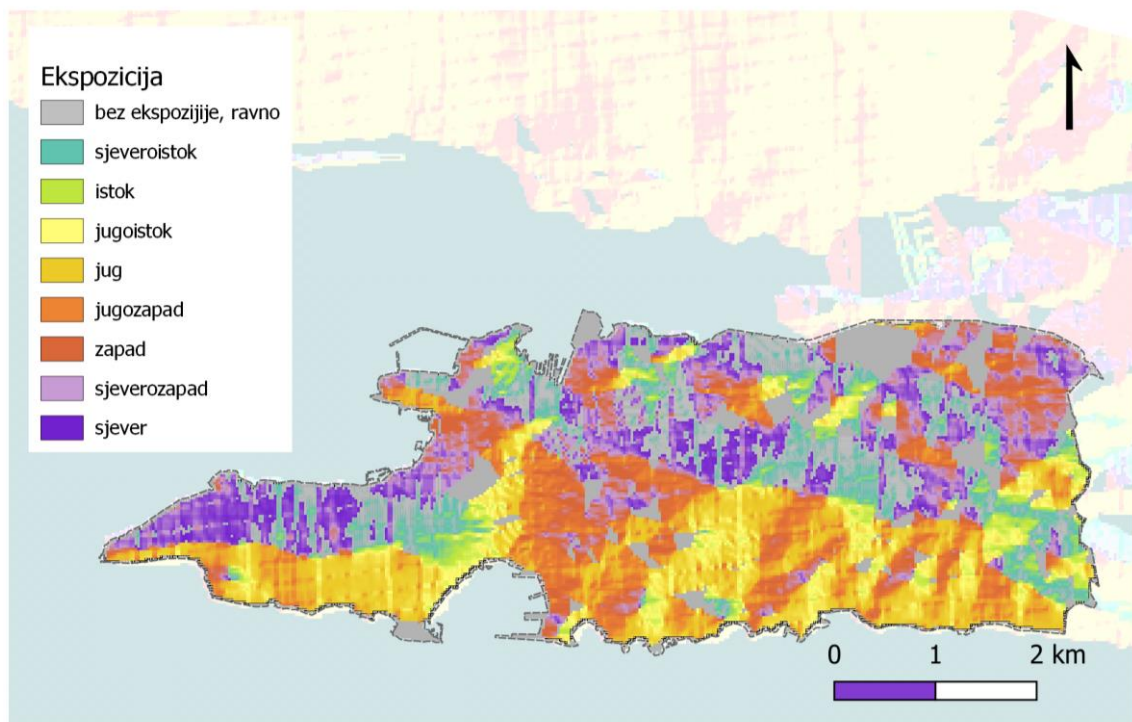 Ekspozicija
bez ekspozijije, ravno
sjeveroistok
istok
jugoistok
jug
jugozapad
zapad
sjeverozapad
sjever
0 1 2 km